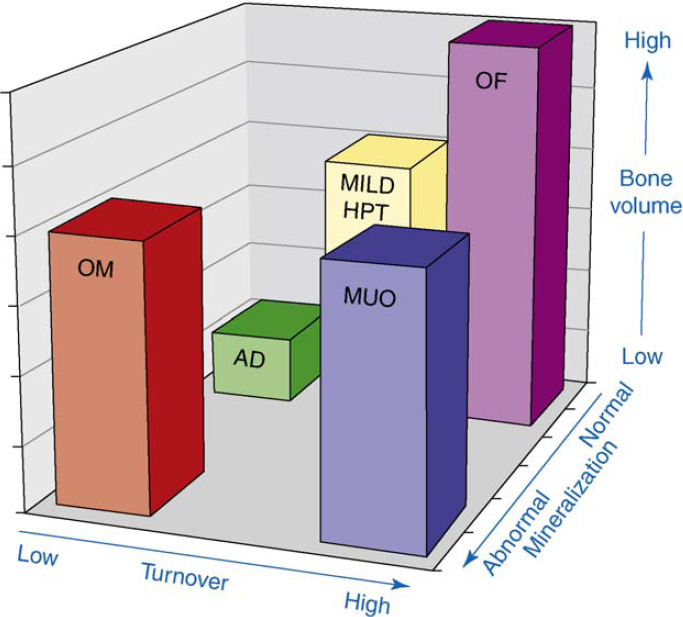 High
OF
MILD
HPT
Bone
volume
OM
MUO
AD
Low
Normal
Abnormal
Mineralization
Low
Turnover
High